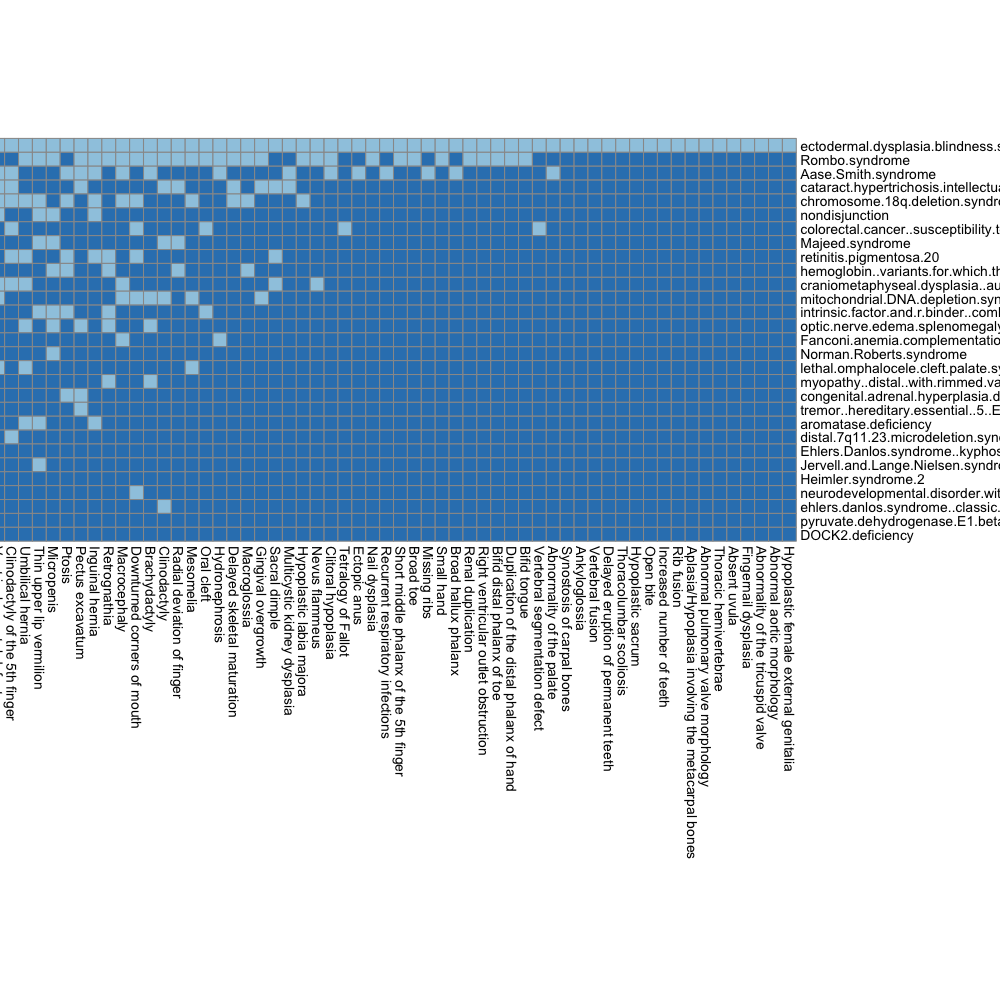 ectodermal.dysplasia.blindness.s
Rombo.syndrome
Aase.Smith.syndrome
cataract.hypertrichosis.intellectu
chromosome.18q.deletion.syndr
nondisjunction
colorectal.cancer..susceptibility.t
Majeed.syndrome
retinitis.pigmentosa.20
hemoglobin..variants.for.which.th
craniometaphyseal.dysplasia..au
mitochondrial.DNA.depletion.syn
intrinsic.factor.and.r.binder..comb
optic.nerve.edema.splenomegaly
Fanconi.anemia.complementatio
Norman.Roberts.syndrome
lethal.omphalocele.cleft.palate.sy
myopathy..distal..with.rimmed.va
congenital.adrenal.hyperplasia.d
tremor..hereditary.essential..5..E
aromatase.deficiency
distal.7q11.23.microdeletion.synd
Ehlers.Danlos.syndrome..kyphos
Jervell.and.Lange.Nielsen.syndro
Heimler.syndrome.2
neurodevelopmental.disorder.wit
ehlers.danlos.syndrome..classic.
pyruvate.dehydrogenase.E1.beta
DOCK2.deficiency
Clinodactyly of the 5th finger
Umbilical hernia
Thin upper lip vermilion
Micropenis
Ptosis
Pectus excavatum
Inguinal hernia
Retrognathia
Macrocephaly
Downturned corners of mouth
Brachydactyly
Clinodactyly
Radial deviation of finger
Mesomelia
Oral cleft
Hydronephrosis
Delayed skeletal maturation
Macroglossia
Gingival overgrowth
Sacral dimple
Multicystic kidney dysplasia
Hypoplastic labia majora
Nevus flammeus
Clitoral hypoplasia
Tetralogy of Fallot
Ectopic anus
Nail dysplasia
Recurrent respiratory infections
Short middle phalanx of the 5th finger
Broad toe
Missing ribs
Small hand
Broad hallux phalanx
Renal duplication
Right ventricular outlet obstruction
Bifid distal phalanx of toe
Duplication of the distal phalanx of hand
Bifid tongue
Vertebral segmentation defect
Abnormality of the palate
Synostosis of carpal bones
Ankyloglossia
Vertebral fusion
Delayed eruption of permanent teeth
Thoracolumbar scoliosis
Hypoplastic sacrum
Open bite
Increased number of teeth
Rib fusion
Aplasia/Hypoplasia involving the metacarpal bones
Abnormal pulmonary valve morphology
Thoracic hemivertebrae
Absent uvula
Fingernail dysplasia
Abnormality of the tricuspid valve
Abnormal aortic morphology
Hypoplastic female external genitalia